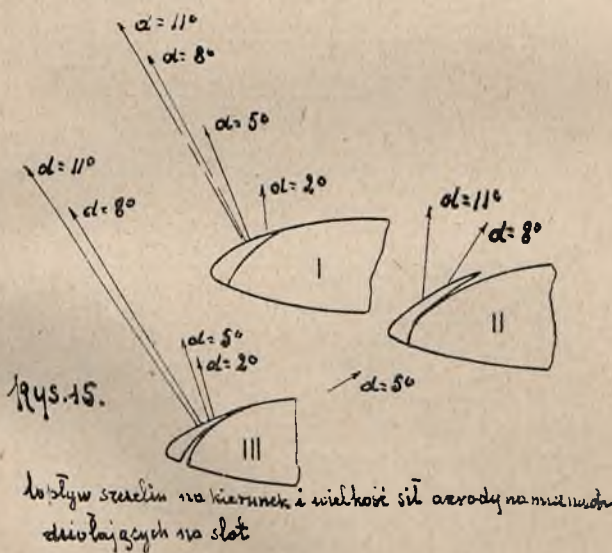 α=11°
α=8°
α=5°
α=11°
α=2°
α=8°
α=11°
α=8°
I
II
α=5°
α=2°
α=5°
Rys.15.
III
Wpływ szczelin na kierunek i wielkość sił aerodynamicznych
działających na slot